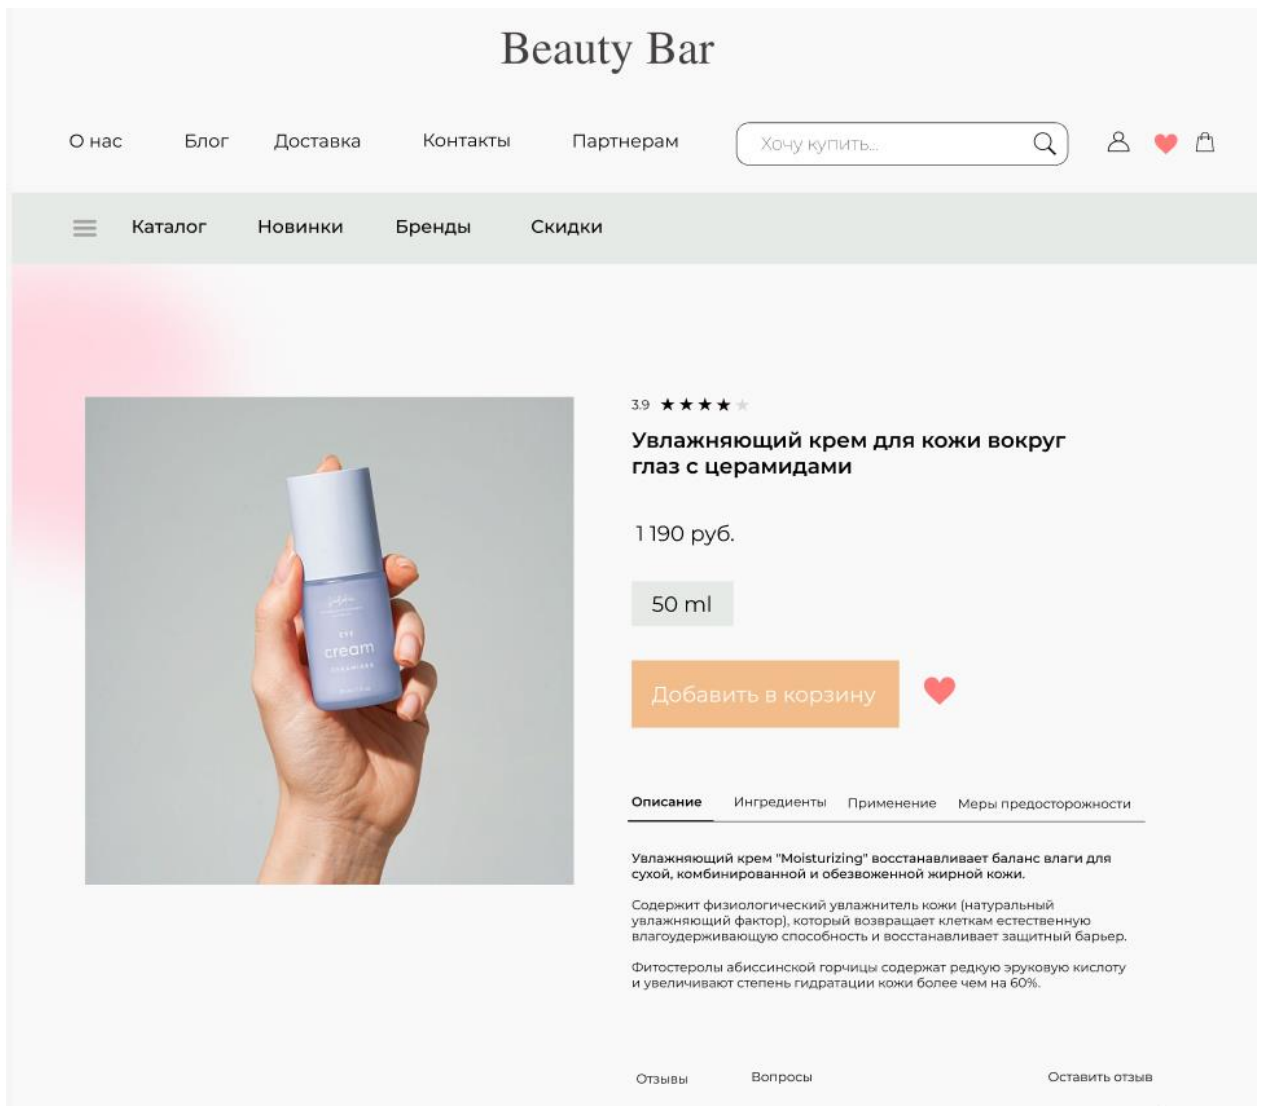 Beauty Bar
О нас Блог Доставка Контакты Партнерам Хочу купить...
Каталог Новинки Бренды Скидки
3.9
Увлажняющий крем для кожи вокруг
глаз с церамидами
1 190 руб.
50 ml
Добавить в корзину
EYE
cream
CERAMIDES
Описание Ингредиенты Применение Меры предосторожности
Увлажняющий крем "Moisturizing" восстанавливает баланс влаги для
сухой, комбинированной и обезвоженной жирной кожи.
Содержит физиологический увлажнитель кожи (натуральный
увлажняющий фактор), который возвращает клеткам естественную
влагоудерживающую способность и восстанавливает защитный барьер.
Фитостеролы абиссинской горчицы содержат редкую эруковую кислоту
и увеличивают степень гидратации кожи более чем на 60%.
Отзывы Вопросы Оставить отзыв